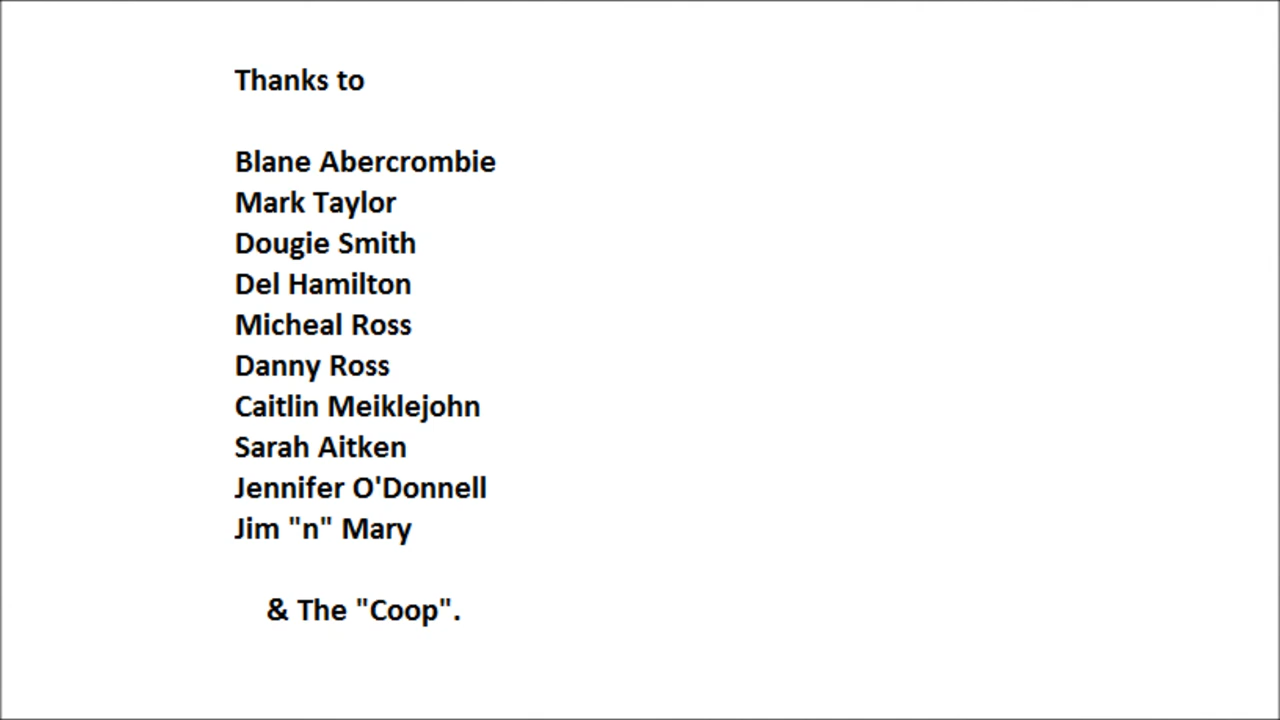 Thanks to
Blane Abercrombie
Mark Taylor
Dougie Smith
Del Hamilton
Micheal Ross
Danny Ross
Caitlin Meiklejohn
Sarah Aitken
Jennifer O'Donnell
Jim "n" Mary
& The "Coop".